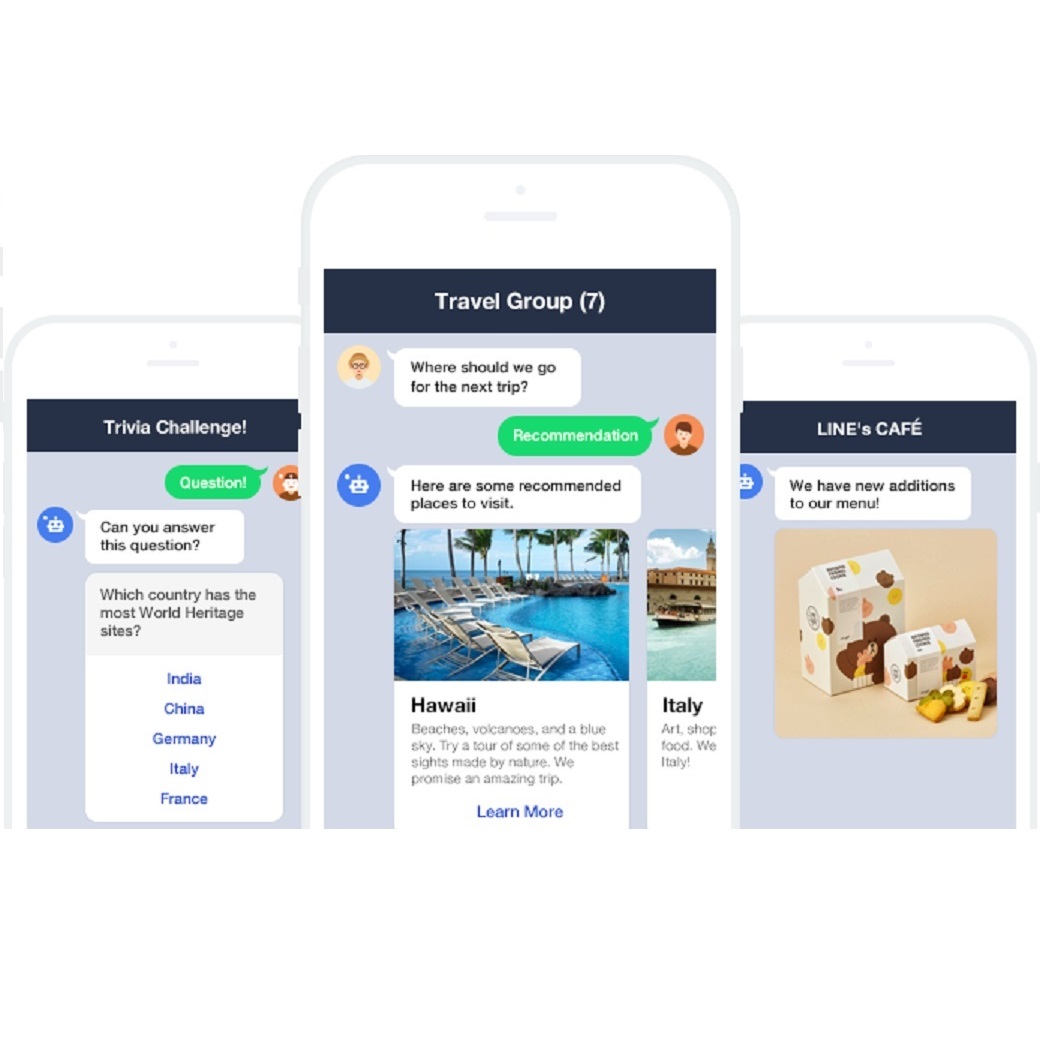 Trivia Challenge!
Question!
Can you answer
this question?
Which country has the
most World Heritage
sites?
India
China
Germany
Italy
France
Travel Group (7)
Where should we go
for the next trip?
Recommendation
Here are some recommended
places to visit.
Hawaii
Beaches, volcanoes, and a blue
sky. Try a tour of some of the best
sights made by nature. We
promise an amazing trip.
Learn More
Italy
Art, shop
food. We
Italy!
LINE's CAFÉ
We have new additions
to our menu!